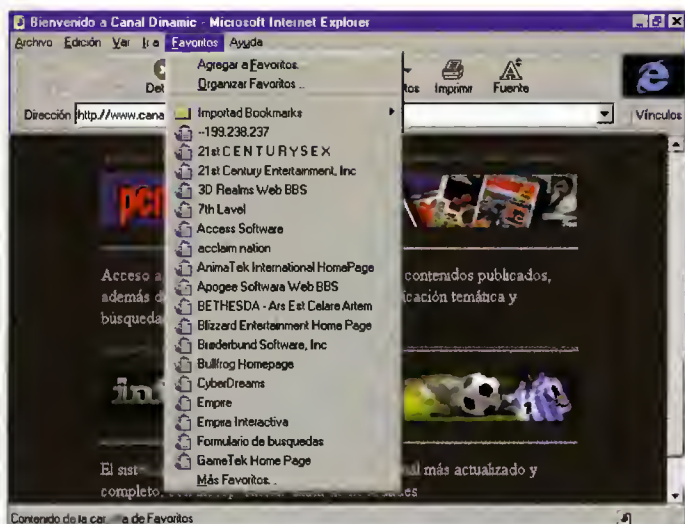 Bienvenido a Canal Dinamic - Microsoft Internet Explorer
Archivo Edición Ver Ir a Favoritos Ayuda
Agregar a Favoritos
Organizar Favoritos ...
Imprimir Fuente
Dirección http://www.cana
Vínculos
Imported Bookmarks
--199.238.237
21st C E N T U R Y S E X
21st Century Entertainment, Inc
3D Realms Web BBS
7th Level
Access Software
acclaim nation
AnimaTek International HomePage
Apogee Software Web BBS
BETHESDA - Ars Est Celare Artem
Blizzard Entertainment Home Page
Brøderbund Software, Inc
Bullfrog Homepage
CyberDreams
Empire
Empire Interactiva
Formulario de busquedas
GameTek Home Page
Más Favoritos...
pcm
Acceso a contenidos publicados,
además d icación temática y
búsqueda
El sist al más actualizado y
completo,
Contenido de la car a de Favoritos